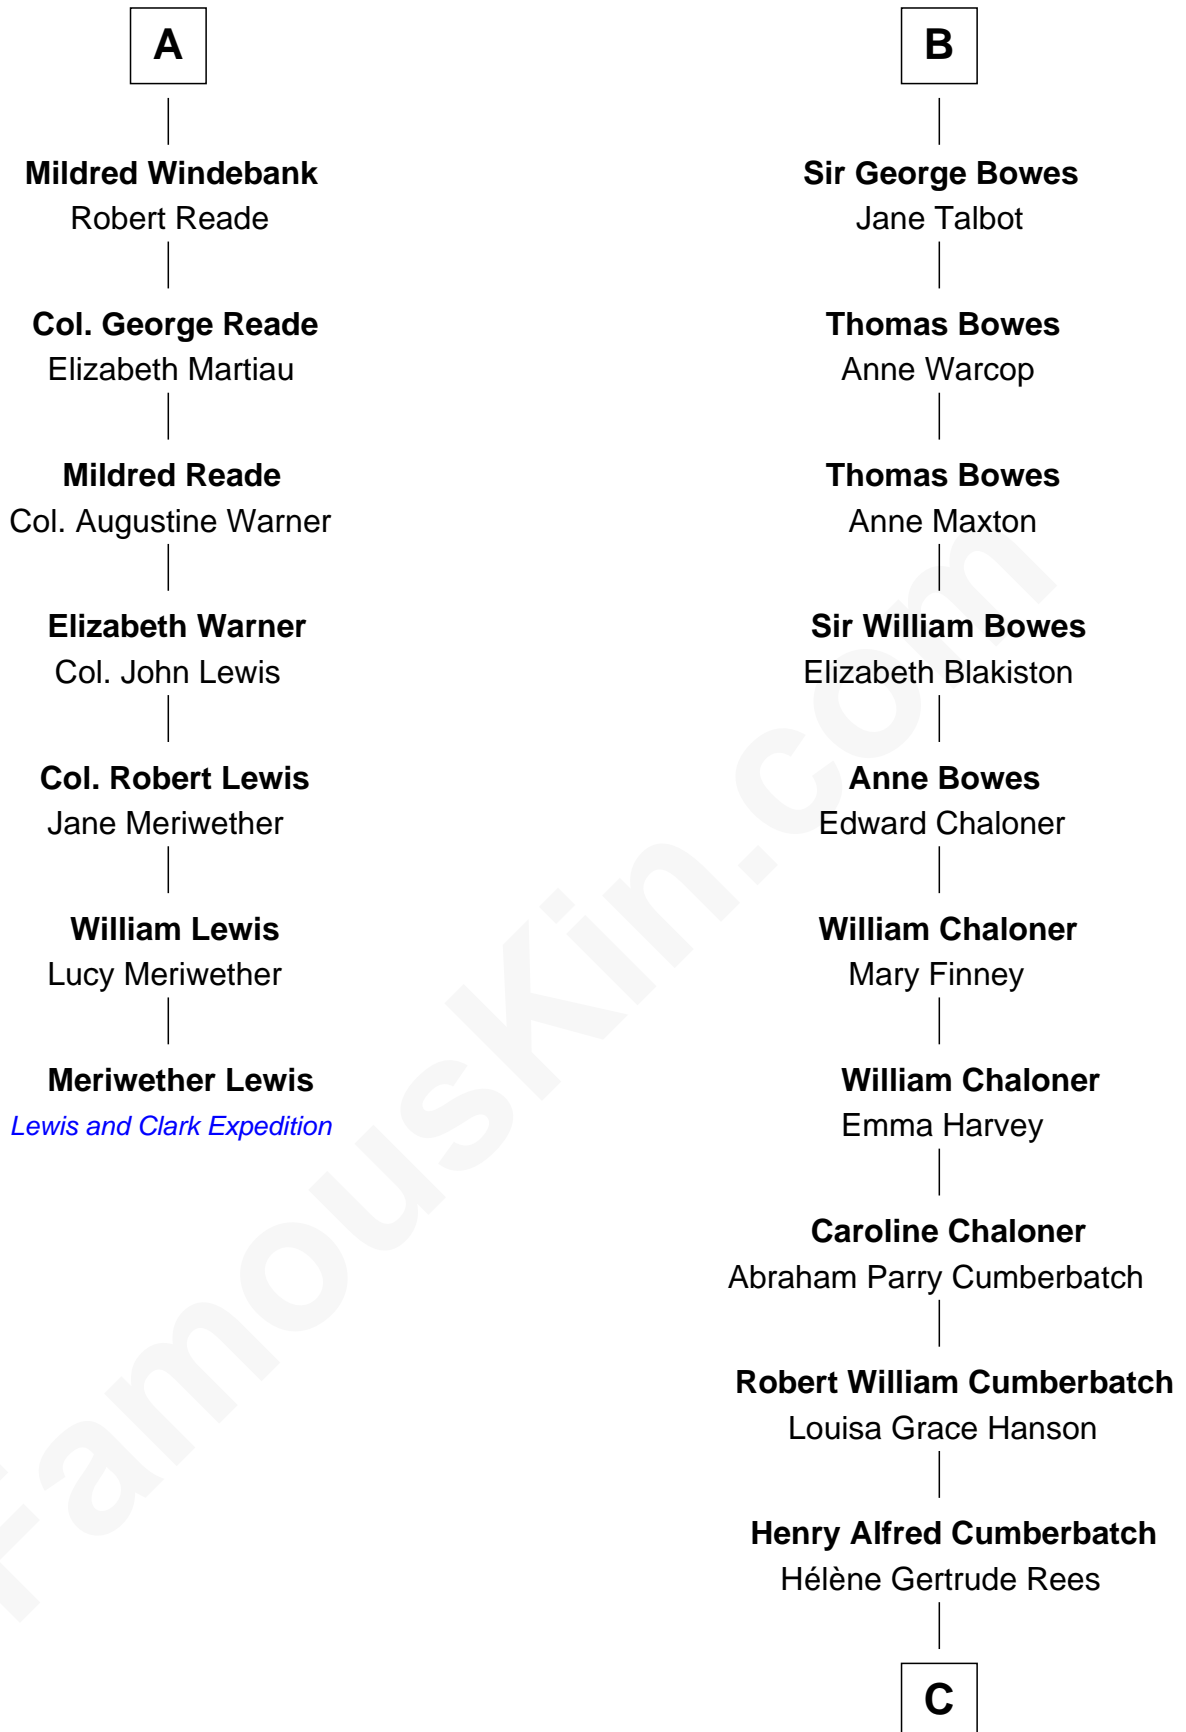 A
Mildred Windebank
Robert Reade
Col. George Reade
Elizabeth Martiau
Mildred Reade
Col. Augustine Warner
Elizabeth Warner
Col. John Lewis
Col. Robert Lewis
Jane Meriwether
William Lewis
Lucy Meriwether
Meriwether Lewis
Lewis and Clark Expedition
B
Sir George Bowes
Jane Talbot
Thomas Bowes
Anne Warcop
Thomas Bowes
Anne Maxton
Sir William Bowes
Elizabeth Blakiston
Anne Bowes
Edward Chaloner
William Chaloner
Mary Finney
William Chaloner
Emma Harvey
Caroline Chaloner
Abraham Parry Cumberbatch
Robert William Cumberbatch
Louisa Grace Hanson
Henry Alfred Cumberbatch
Hélène Gertrude Rees
C
FamousKin.com